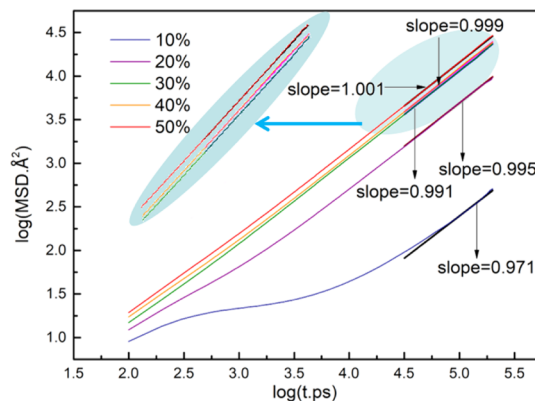 4.5
4.0
3.5
3.0
2.5
2.0
1.5
1.0
log(MSD.Å²)
10%
20%
30%
40%
50%
slope=0.999
slope=1.001
slope=0.991
slope=0.995
slope=0.971
1.5 2.0 2.5 3.0 3.5 4.0 4.5 5.0 5.5
log(t.ps)